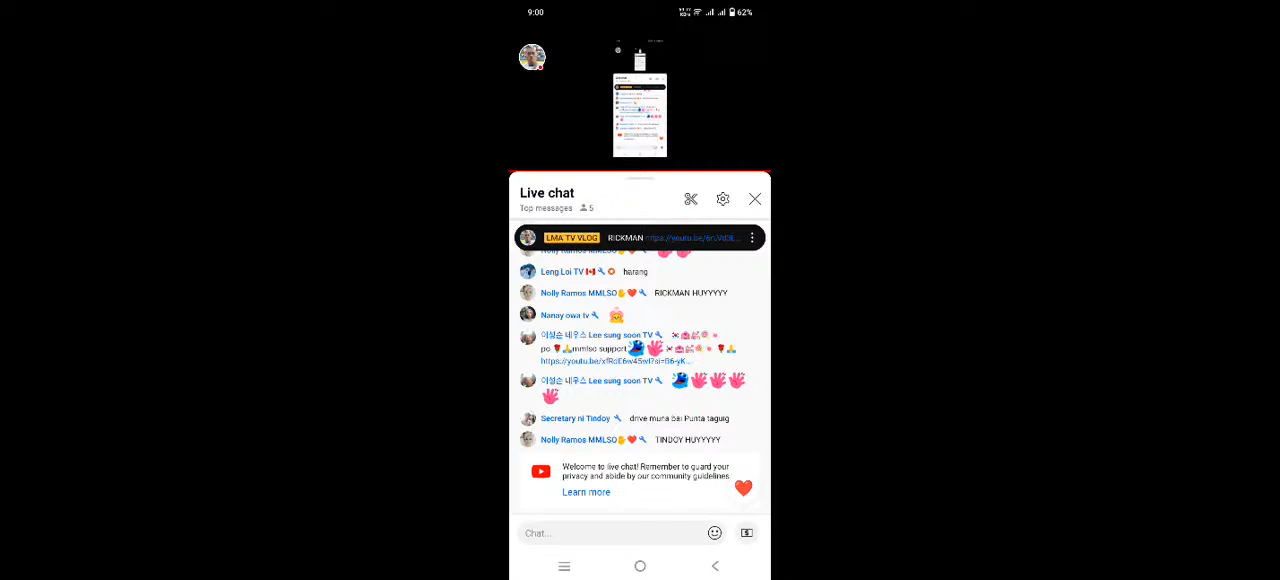 9:00
62%
Live chat
Top messages 5
LMA TV VLOG RICKMAN
Nolly Ramos MMLSO
Leng Loi TV harang
Nolly Ramos MMLSO RICKMAN HUYYYYY
Nanay owa tv
이성순 네우스 Lee sung soon TV
po mmlso support
이성순 네우스 Lee sung soon TV
Secretary ni Tindoy drive muna bai Punta taguig
Nolly Ramos MMLSO TINDOY HUYYYYY
Welcome to live chat! Remember to guard your
privacy and abide by our community guidelines.
Learn more
Chat...